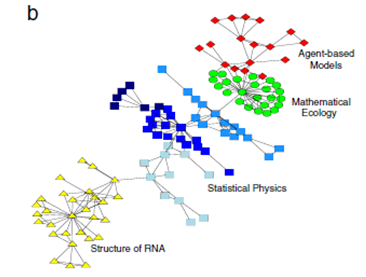 b
Agent-based
Models
Mathematical
Ecology
Statistical Physics
Structure of RNA